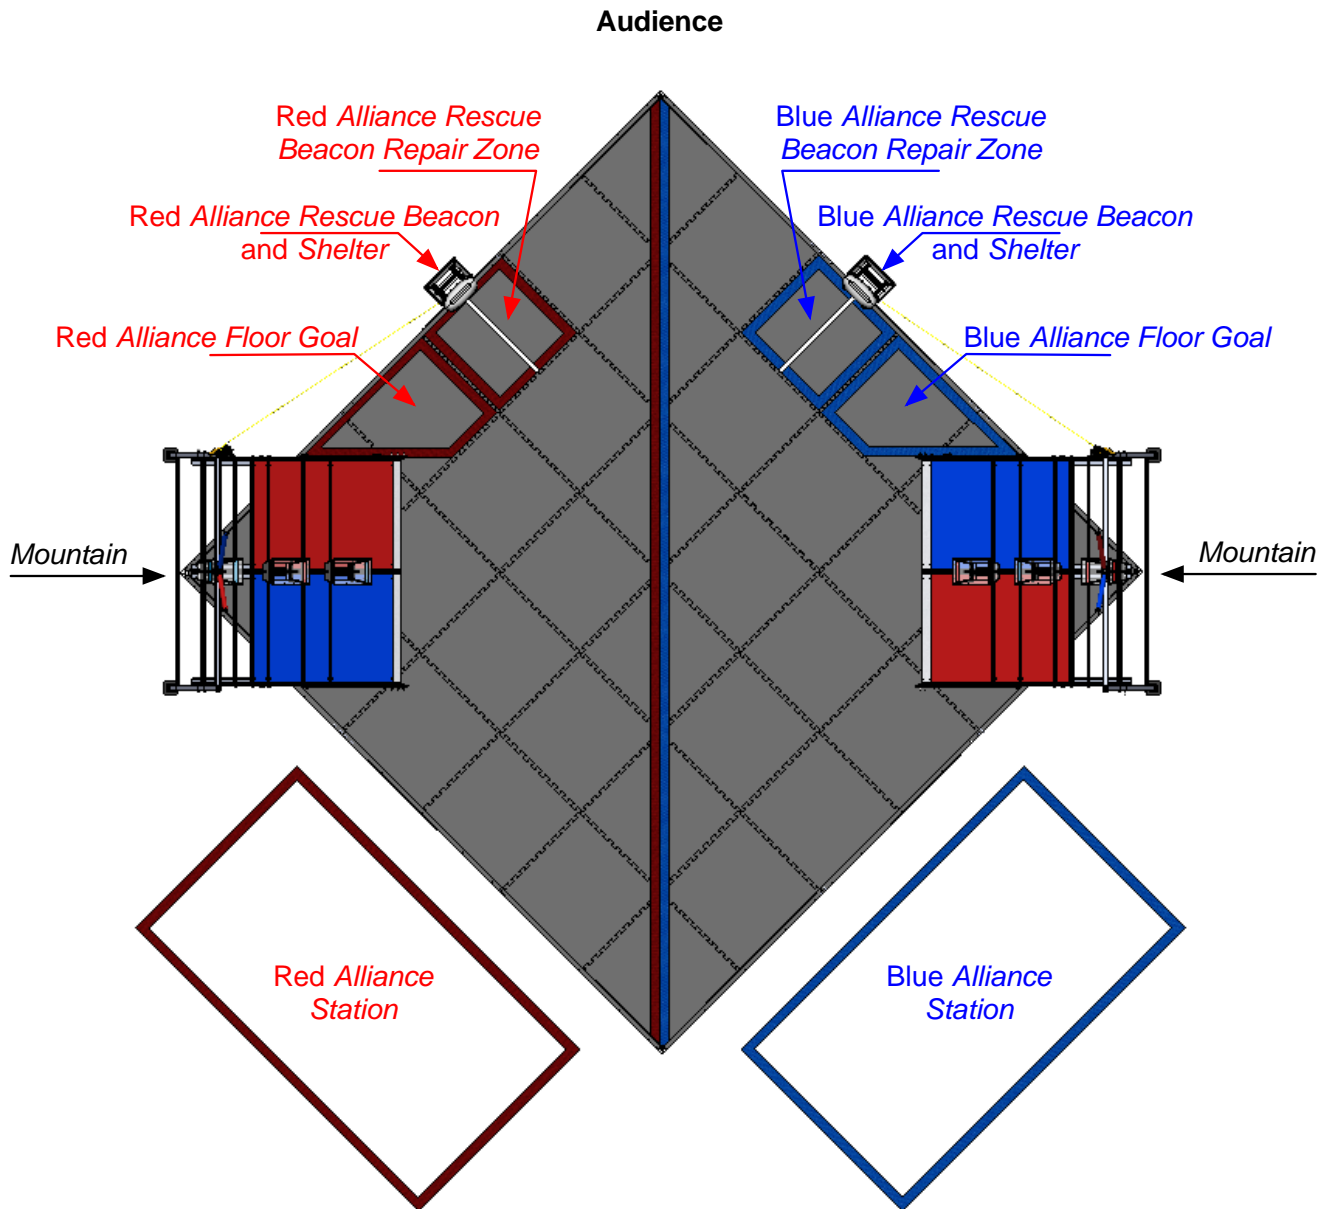 Audience
Red Alliance Rescue
Beacon Repair Zone
Blue Alliance Rescue
Beacon Repair Zone
Red Alliance Rescue Beacon
and Shelter
Blue Alliance Rescue Beacon
and Shelter
Red Alliance Floor Goal
Blue Alliance Floor Goal
Mountain
Mountain
Red Alliance
Station
Blue Alliance
Station